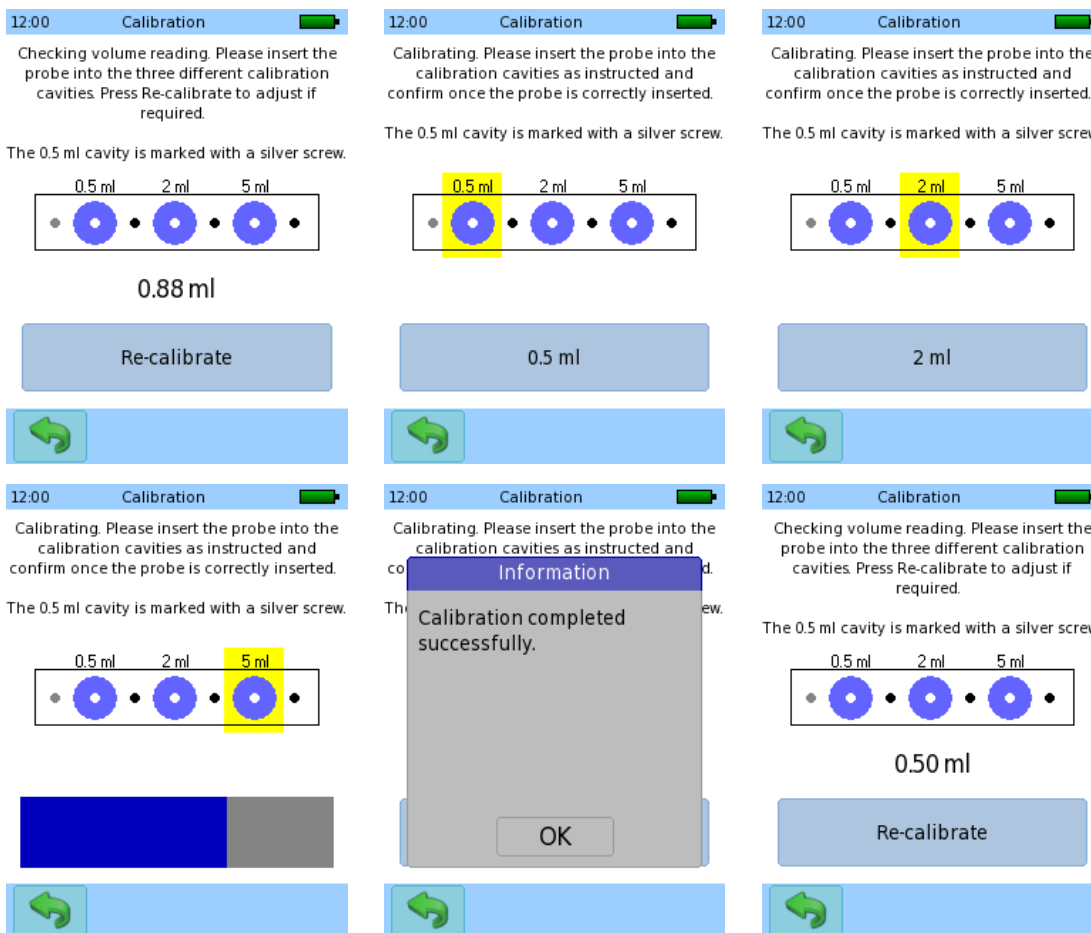 12:00 Calibration
Checking volume reading. Please insert the
probe into the three different calibration
cavities. Press Re-calibrate to adjust if
required.
The 0.5 ml cavity is marked with a silver screw.
0.5 ml 2 ml 5 ml
0.88 ml
Re-calibrate
12:00 Calibration
Calibrating. Please insert the probe into the
calibration cavities as instructed and
confirm once the probe is correctly inserted.
The 0.5 ml cavity is marked with a silver screw.
0.5 ml 2 ml 5 ml
0.5 ml
12:00 Calibration
Calibrating. Please insert the probe into the
calibration cavities as instructed and
confirm once the probe is correctly inserted.
The 0.5 ml cavity is marked with a silver screw
0.5 ml 2 ml 5 ml
2 ml
12:00 Calibration
Calibrating. Please insert the probe into the
calibration cavities as instructed and
confirm once the probe is correctly inserted.
The 0.5 ml cavity is marked with a silver screw.
0.5 ml 2 ml 5 ml
12:00 Calibration
Calibrating. Please insert the probe into the
calibration cavities as instructed and
Information
Calibration completed
successfully.
OK
12:00 Calibration
Checking volume reading. Please insert the
probe into the three different calibration
cavities. Press Re-calibrate to adjust if
required.
The 0.5 ml cavity is marked with a silver screw
0.5 ml 2 ml 5 ml
0.50 ml
Re-calibrate